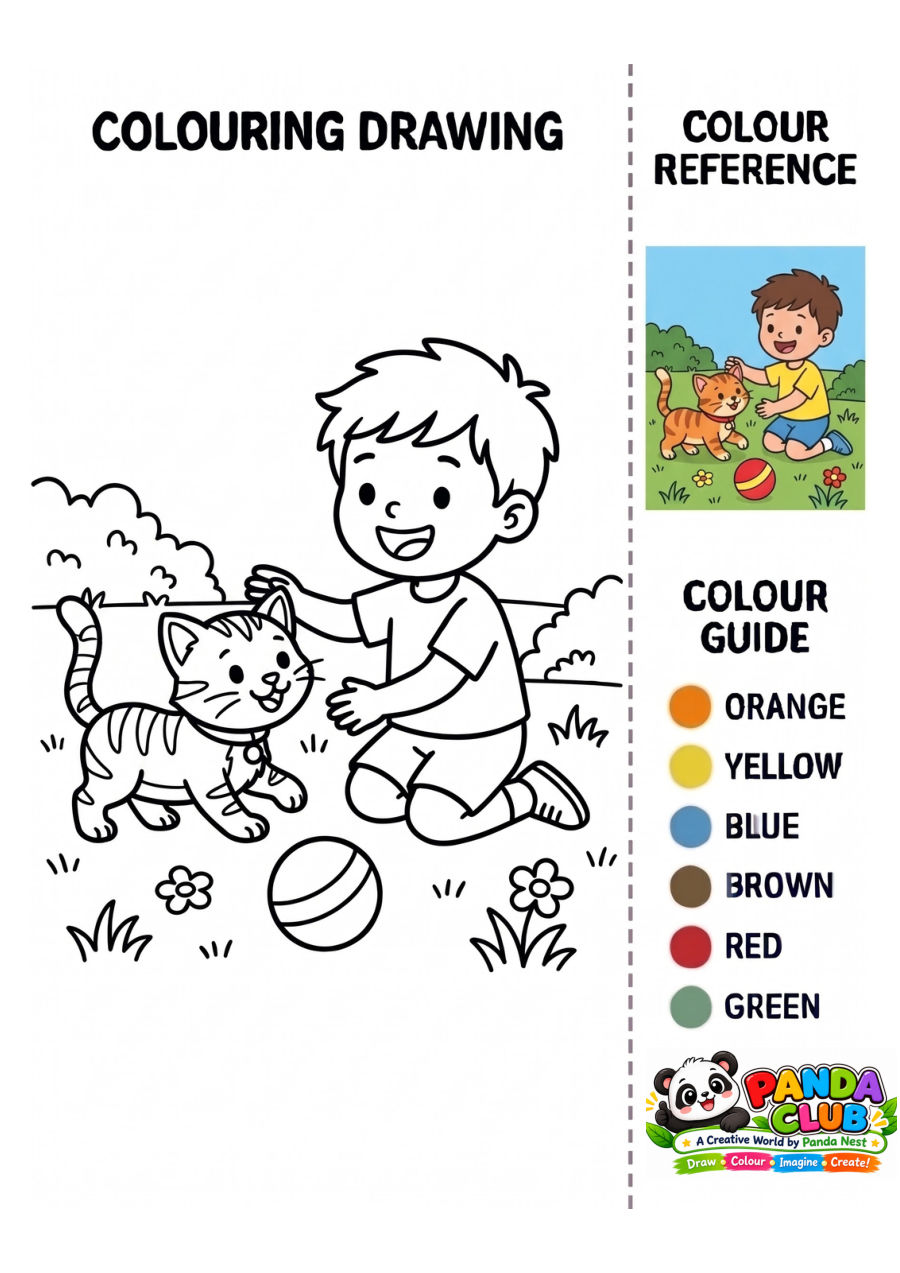 COLOURING DRAWING
COLOUR
REFERENCE
COLOUR
GUIDE
ORANGE
YELLOW
BLUE
BROWN
RED
GREEN
PANDA
CLUB
A Creative World by Panda Nest
Draw • Colour • Imagine • Create!